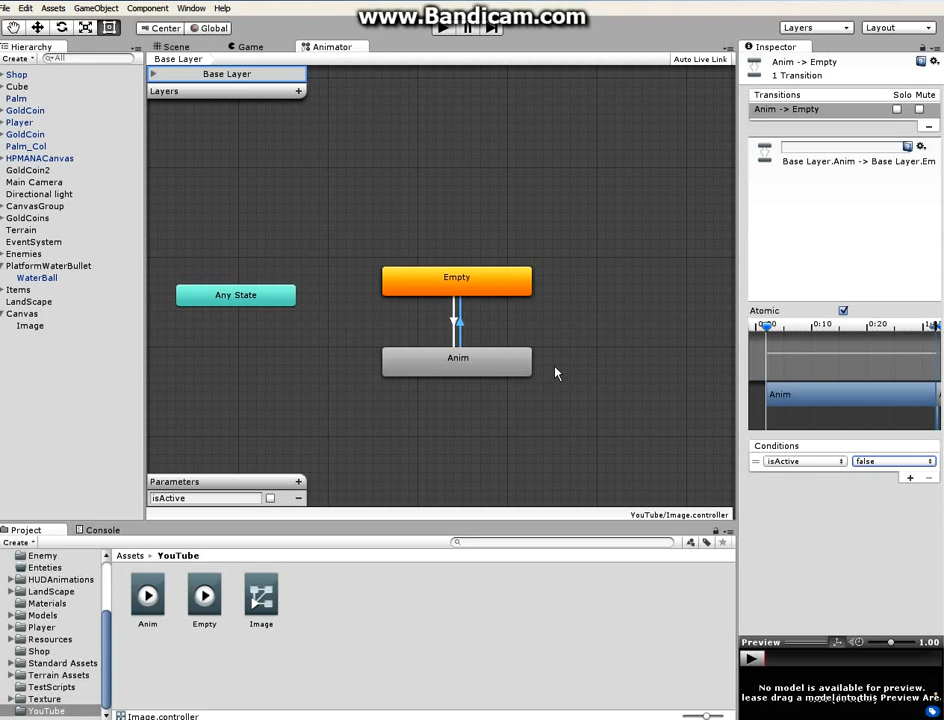 www.Bandicam.com
File Edit Assets GameObject Component Window Help
Center Global Layers Layout
Hierarchy Scene Game Animator Inspector
Create All
Base Layer Auto Live Link
Base Layer
Layers
Shop
Cube
Palm
GoldCoin
Player
GoldCoin
Palm_Col
HPMANACanvas
GoldCoin2
Main Camera
Directional light
CanvasGroup
GoldCoins
Terrain
EventSystem
Enemies
PlatformWaterBullet
WaterBall
Items
LandScape
Canvas
Image
Any State
Empty
Anim
Parameters
isActive
YouTube/Image.controller
Anim -> Empty
1 Transition
Transitions Solo Mute
Anim -> Empty
Base Layer.Anim -> Base Layer.Em
Atomic
0:00 0:10 0:20
Anim
Conditions
isActive false
Preview 1.00
No model is available for preview.
Project Console
Create
Assets YouTube
Enemy
Enteties
HUDAnimations
LandScape
Materials
Models
Player
Resources
Shop
Standard Assets
Terrain Assets
TestScripts
Texture
YouTube
Anim Empty Image
Image.controller